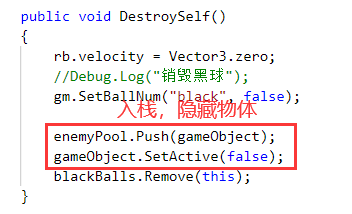 public void DestroySelf()
{
rb.velocity = Vector3.zero;
//Debug.Log("销毁黑球");
gm.SetBallNum("black", false);
入栈，隐藏物体
enemyPool.Push(gameObject);
gameObject.SetActive(false);
blackBalls.Remove(this);
}